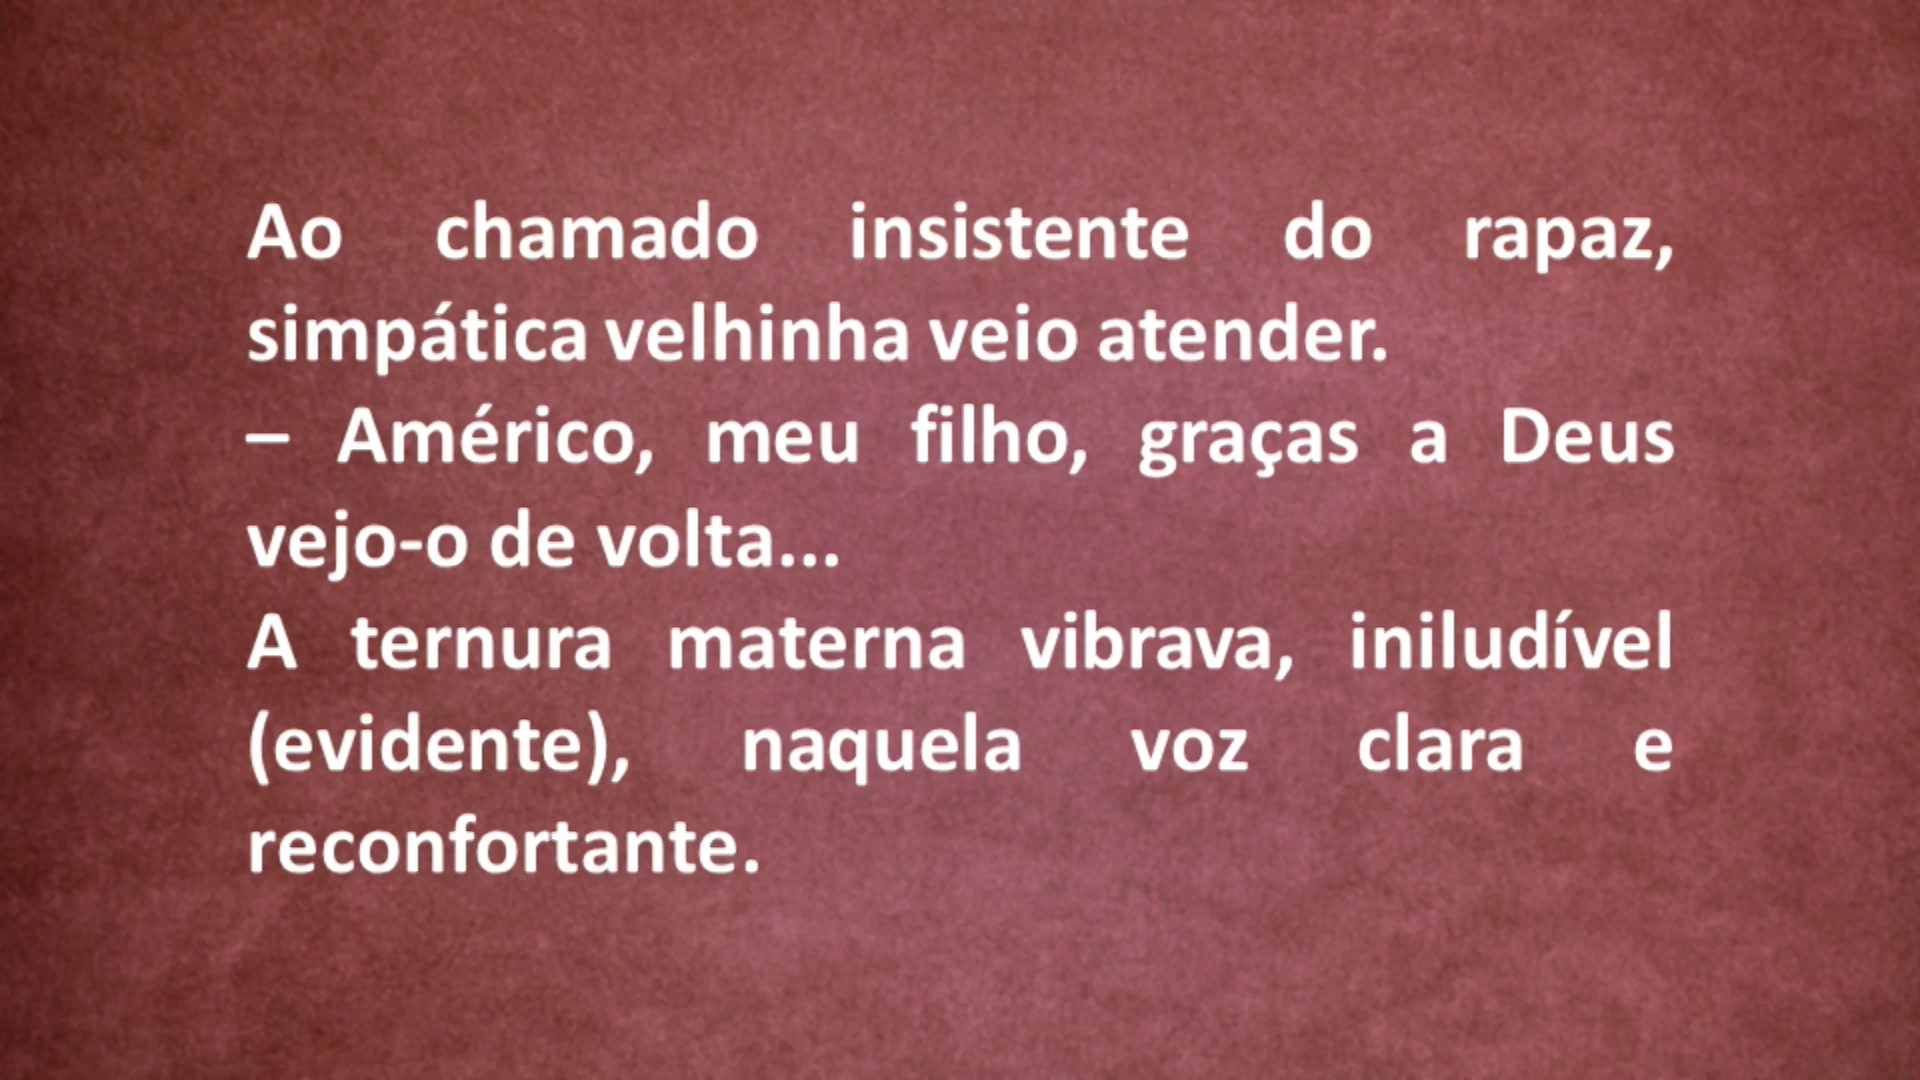 Ao chamado insistente do rapaz,
simpática velhinha veio atender.
– Américo, meu filho, graças a Deus
vejo-o de volta...
A ternura materna vibrava, iniludível
(evidente), naquela voz clara e
reconfortante.